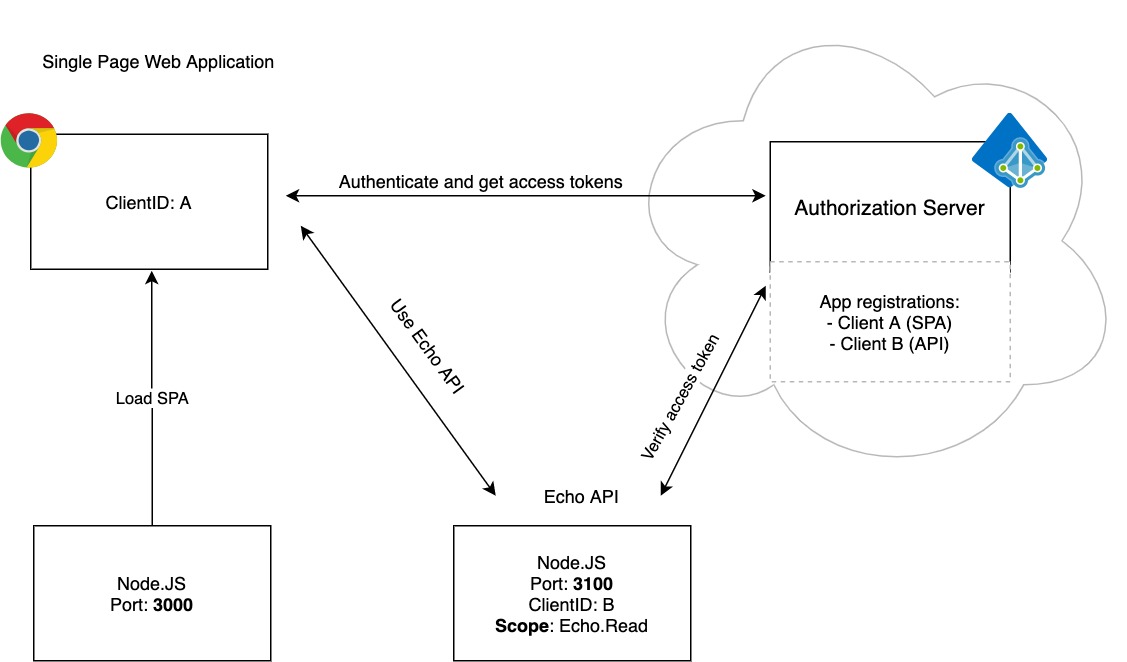 Single Page Web Application
ClientID: A
Authenticate and get access tokens
Authorization Server
App registrations:
- Client A (SPA)
- Client B (API)
Use Echo API
Verify access token
Load SPA
Echo API
Node.JS
Port: 3000
Node.JS
Port: 3100
ClientID: B
Scope: Echo.Read